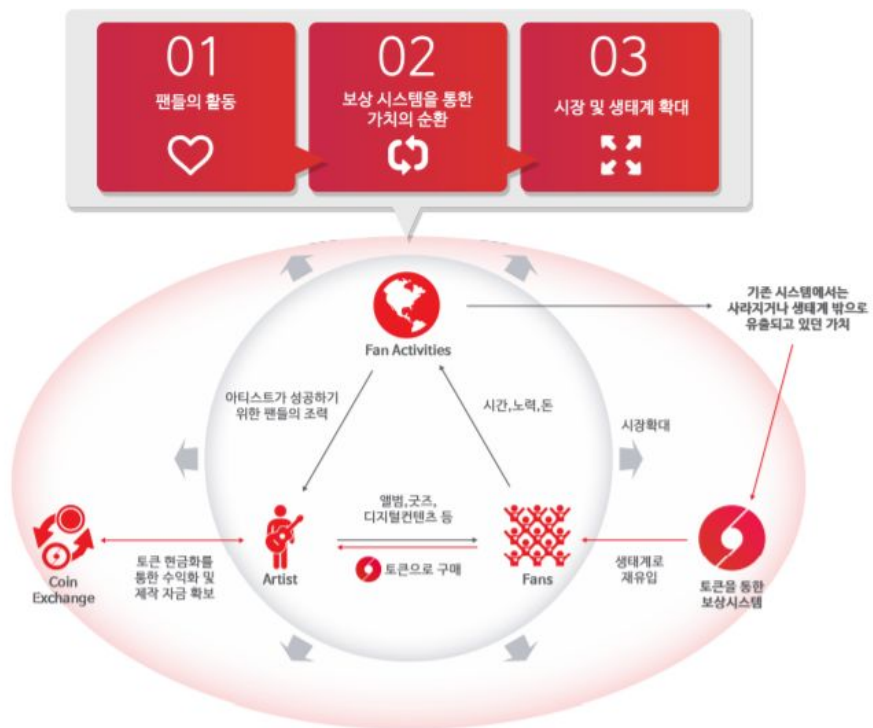 01
팬들의 활동
02
보상 시스템을 통한
가치의 순환
03
시장 및 생태계 확대
Fan Activities
기존 시스템에서는
사라지거나 생태계 밖으로
유출되고 있던 가치
아티스트가 성공하기
위한 팬들의 조력
시간,노력,돈
시장확대
앨범,굿즈,
디지털컨텐츠 등
토큰으로 구매
Coin
Exchange
토큰 현금화를
통한 수익화 및
제작 자금 확보
Artist
Fans
생태계로
재유입
토큰을 통한
보상시스템